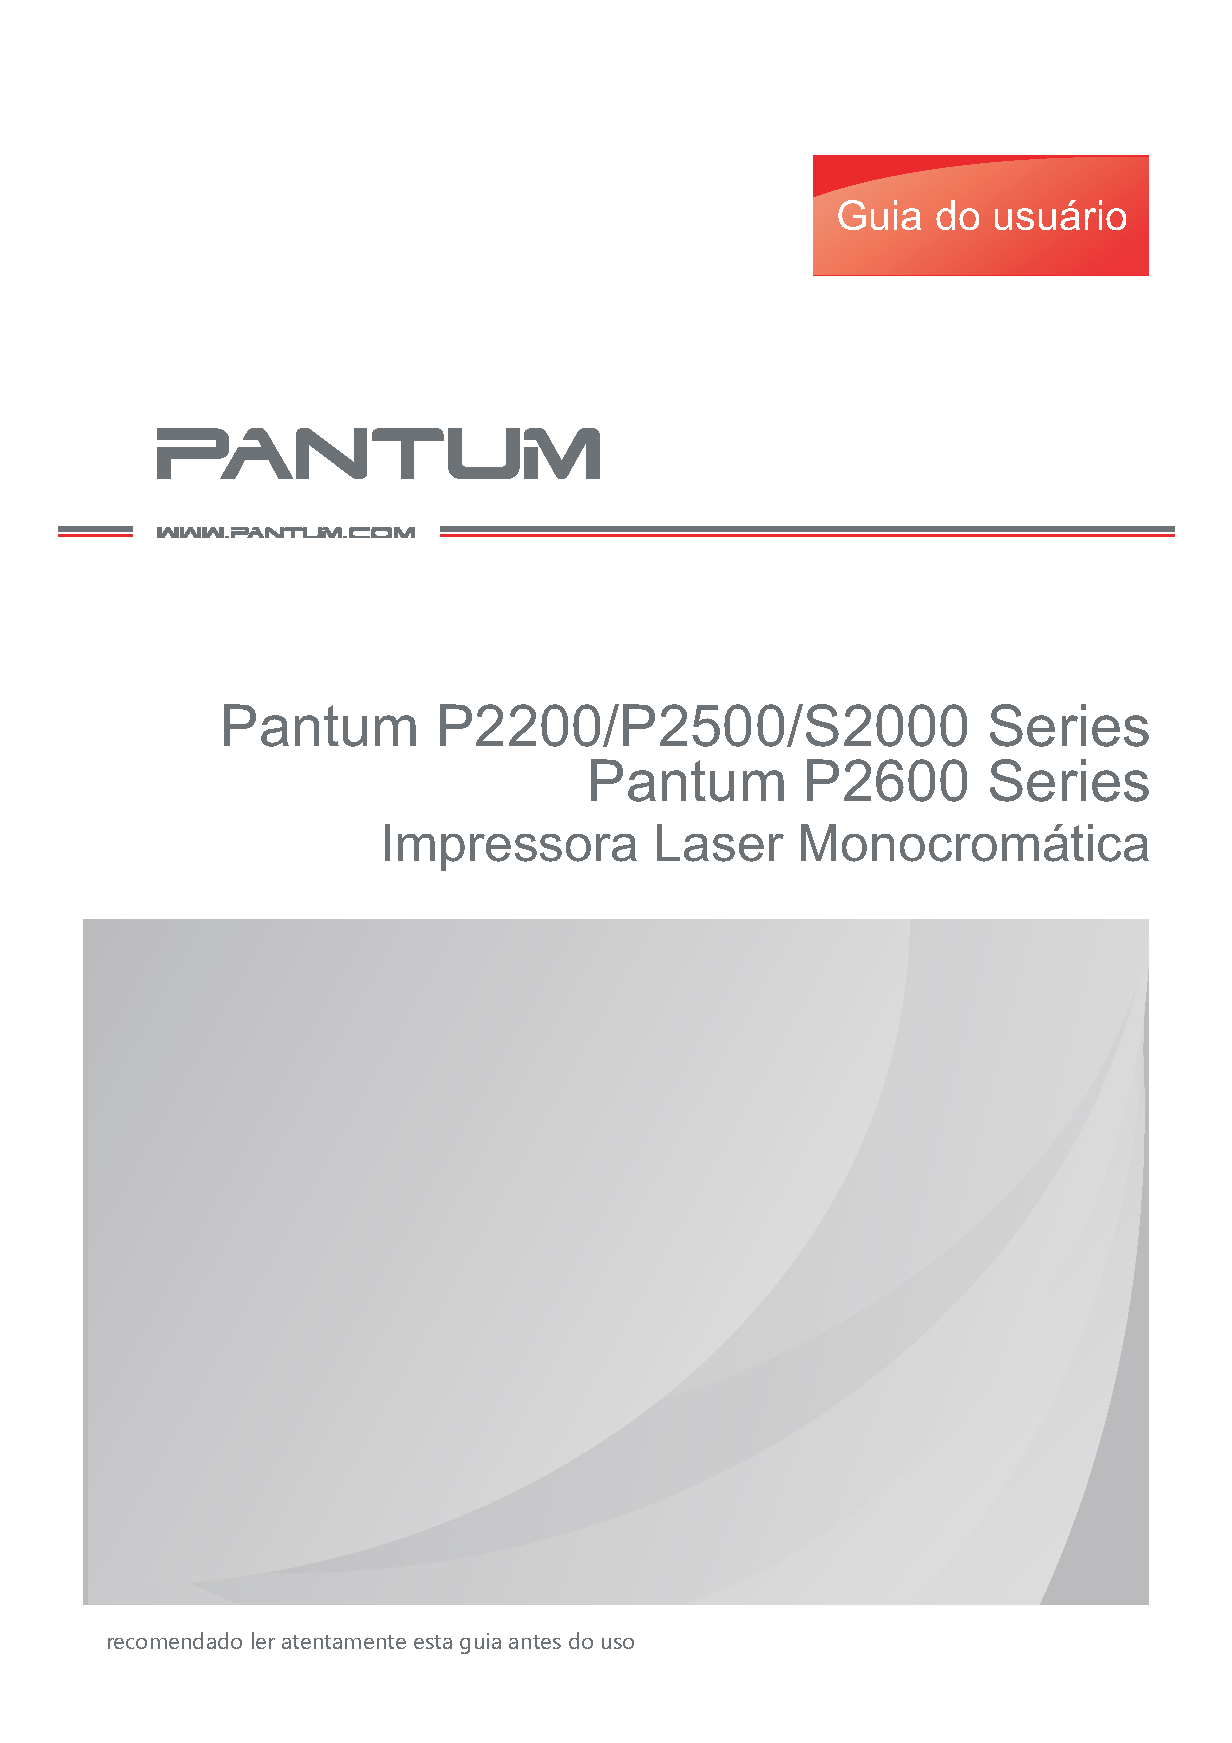 Guia do usuário
PANTUM
WWW.PANTUM.COM
Pantum P2200/P2500/S2000 Series
Pantum P2600 Series
Impressora Laser Monocromática
recomendado ler atentamente esta guia antes do uso